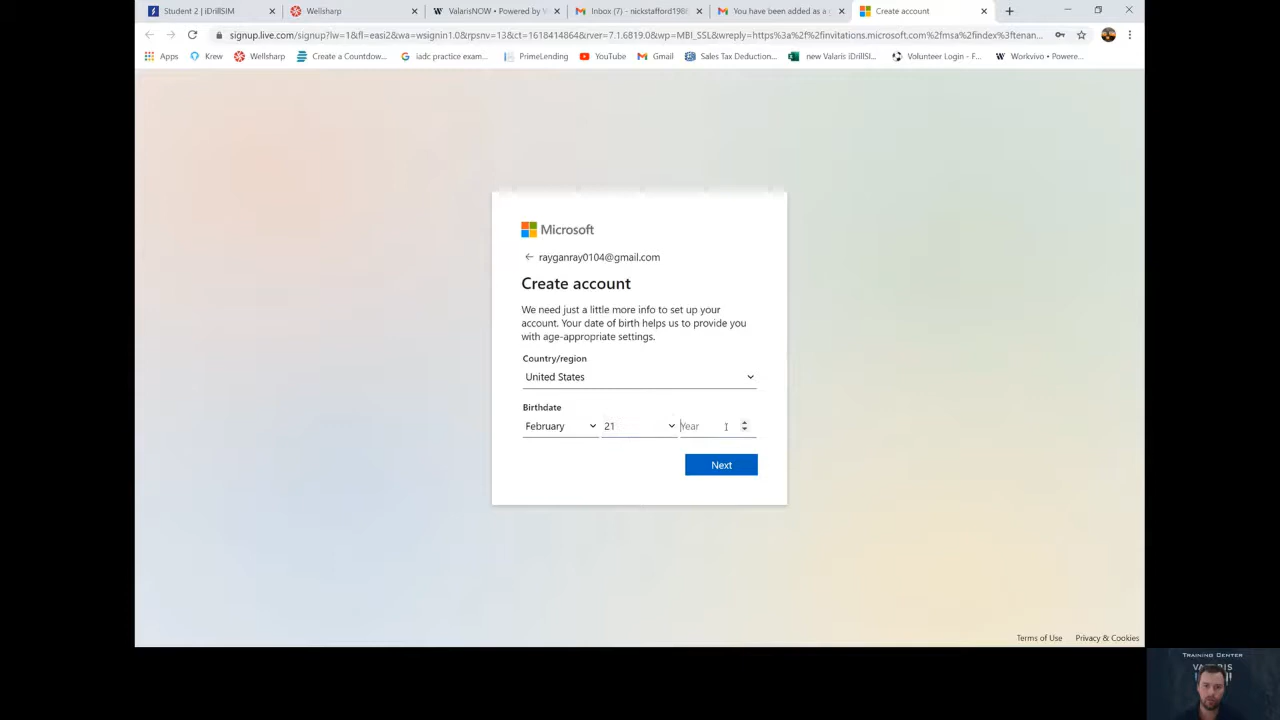 Student 2 | iDrillSIM
Wellsharp
ValarisNOW • Powered by W
Inbox (7) - nickstafford198
You have been added as a
Create account
signup.live.com/signup?lw=1&fl=easi2&wa=wsignin1.0&rpsnv=13&ct=1618414864&rver=7.1.6819.0&wp=MBI_SSL&wreply=https%3a%2f%2finvitations.microsoft.com%2fmsa%2findex%3ftenan...
Apps
Krew
Wellsharp
Create a Countdow...
iadc practice exam...
PrimeLending
YouTube
Gmail
Sales Tax Deduction...
new Valaris iDrillSI...
Volunteer Login - F...
Workvivo • Powere...
Microsoft
← rayganray0104@gmail.com
Create account
We need just a little more info to set up your
account. Your date of birth helps us to provide you
with age-appropriate settings.
Country/region
United States
Birthdate
February 21 Year
Next
Terms of Use Privacy & Cookies
TRAINING CENTER